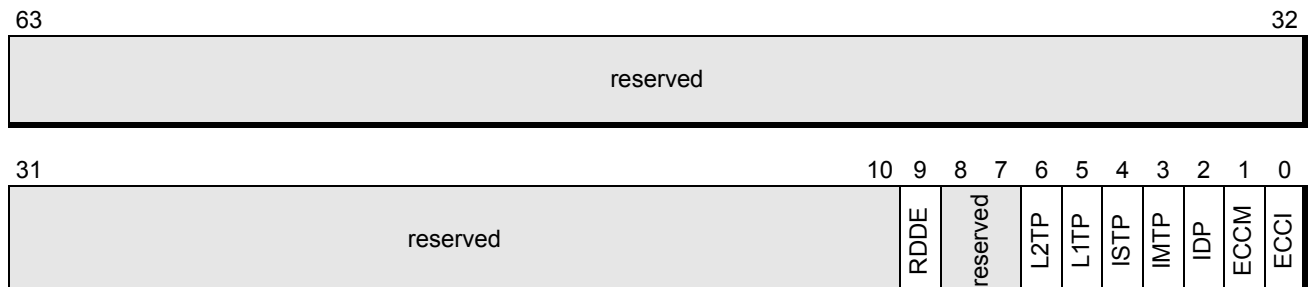 63 32
reserved
31 10 9 8 7 6 5 4 3 2 1 0
reserved RDDE reserved L2TP L1TP ISTP IMTP IDP ECCM ECCI